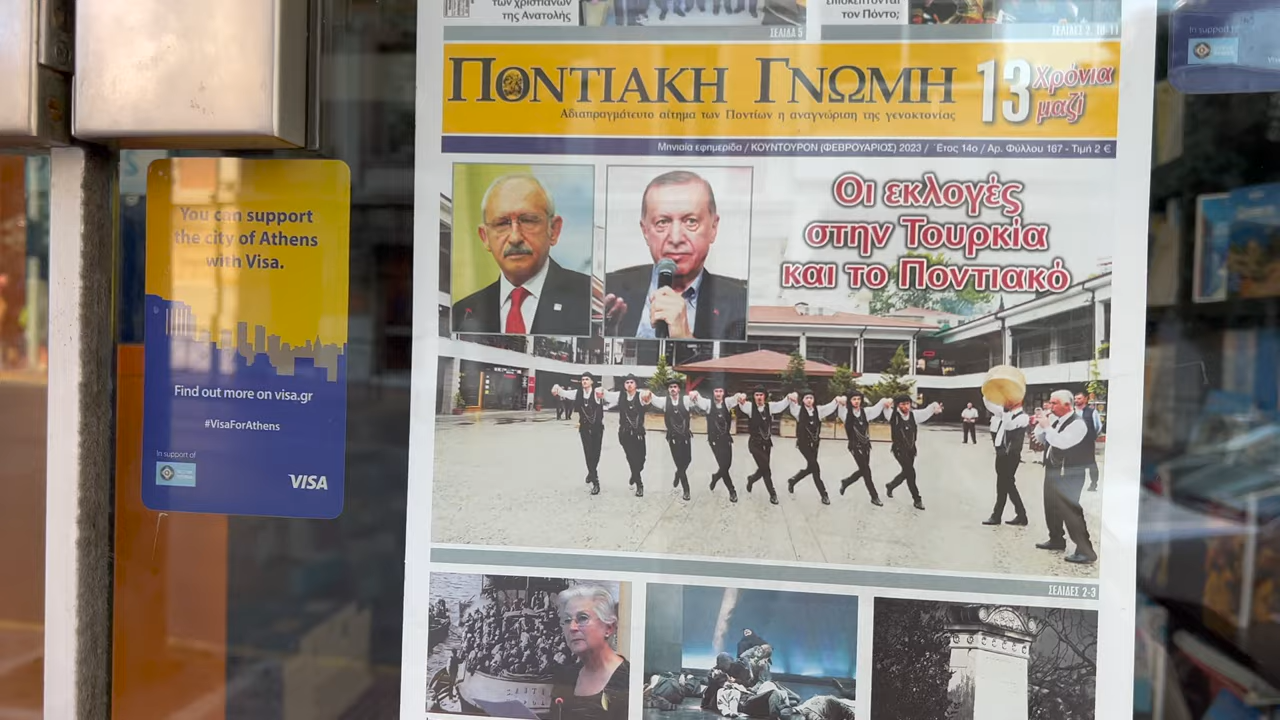 των χριστιανών
της Ανατολής
τον Πόντο;
ΣΕΛΙΔΑ 5
ΣΕΛΙΔΕΣ 2, 10-11
ΠΟΝΤΙΑΚΗ ΓΝΩΜΗ
13 Χρόνια
μαζί
Αδιαπραγμάτευτο αίτημα των Ποντίων η αναγνώριση της γενοκτονίας
Μηνιαία εφημερίδα / ΚΟΥΝΤΟΥΡΟΝ (ΦΕΒΡΟΥΑΡΙΟΣ) 2023 / Έτος 14ο / Αρ. Φύλλου 167 - Τιμή 2 €
Οι εκλογές
στην Τουρκία
και το Ποντιακό
ΣΕΛΙΔΕΣ 2-3
You can support
the city of Athens
with Visa.
Find out more on visa.gr
#VisaForAthens
In support of
VISA
In support of